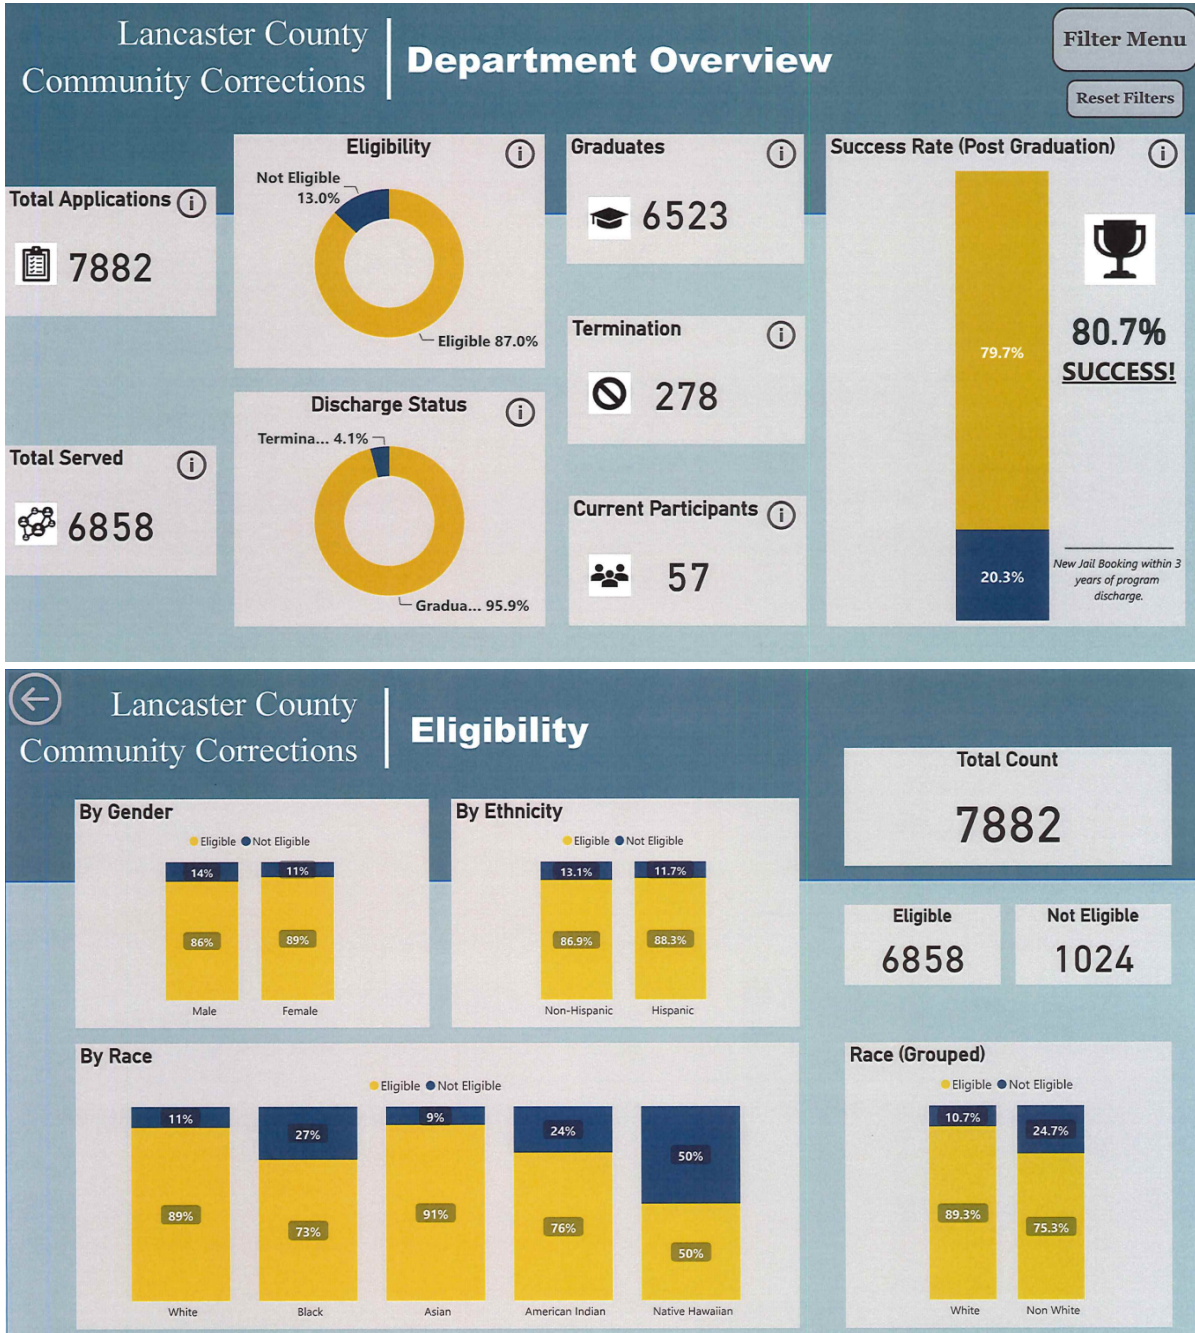 Lancaster County
Community Corrections
Department Overview
Filter Menu
Reset Filters
Total Applications
7882
Total Served
6858
Eligibility
Not Eligible
13.0%
Eligible 87.0%
Discharge Status
Termina... 4.1%
Gradua... 95.9%
Graduates
6523
Termination
278
Current Participants
57
Success Rate (Post Graduation)
79.7%
20.3%
80.7%
SUCCESS!
New Jail Booking within 3
years of program
discharge.
Lancaster County
Community Corrections
Eligibility
Total Count
7882
By Gender
Eligible Not Eligible
14% 11%
86% 89%
Male Female
By Ethnicity
Eligible Not Eligible
13.1% 11.7%
86.9% 88.3%
Non-Hispanic Hispanic
Eligible
6858
Not Eligible
1024
By Race
Eligible Not Eligible
11% 27% 9% 24% 50%
89% 73% 91% 76% 50%
White Black Asian American Indian Native Hawaiian
Race (Grouped)
Eligible Not Eligible
10.7% 24.7%
89.3% 75.3%
White Non White